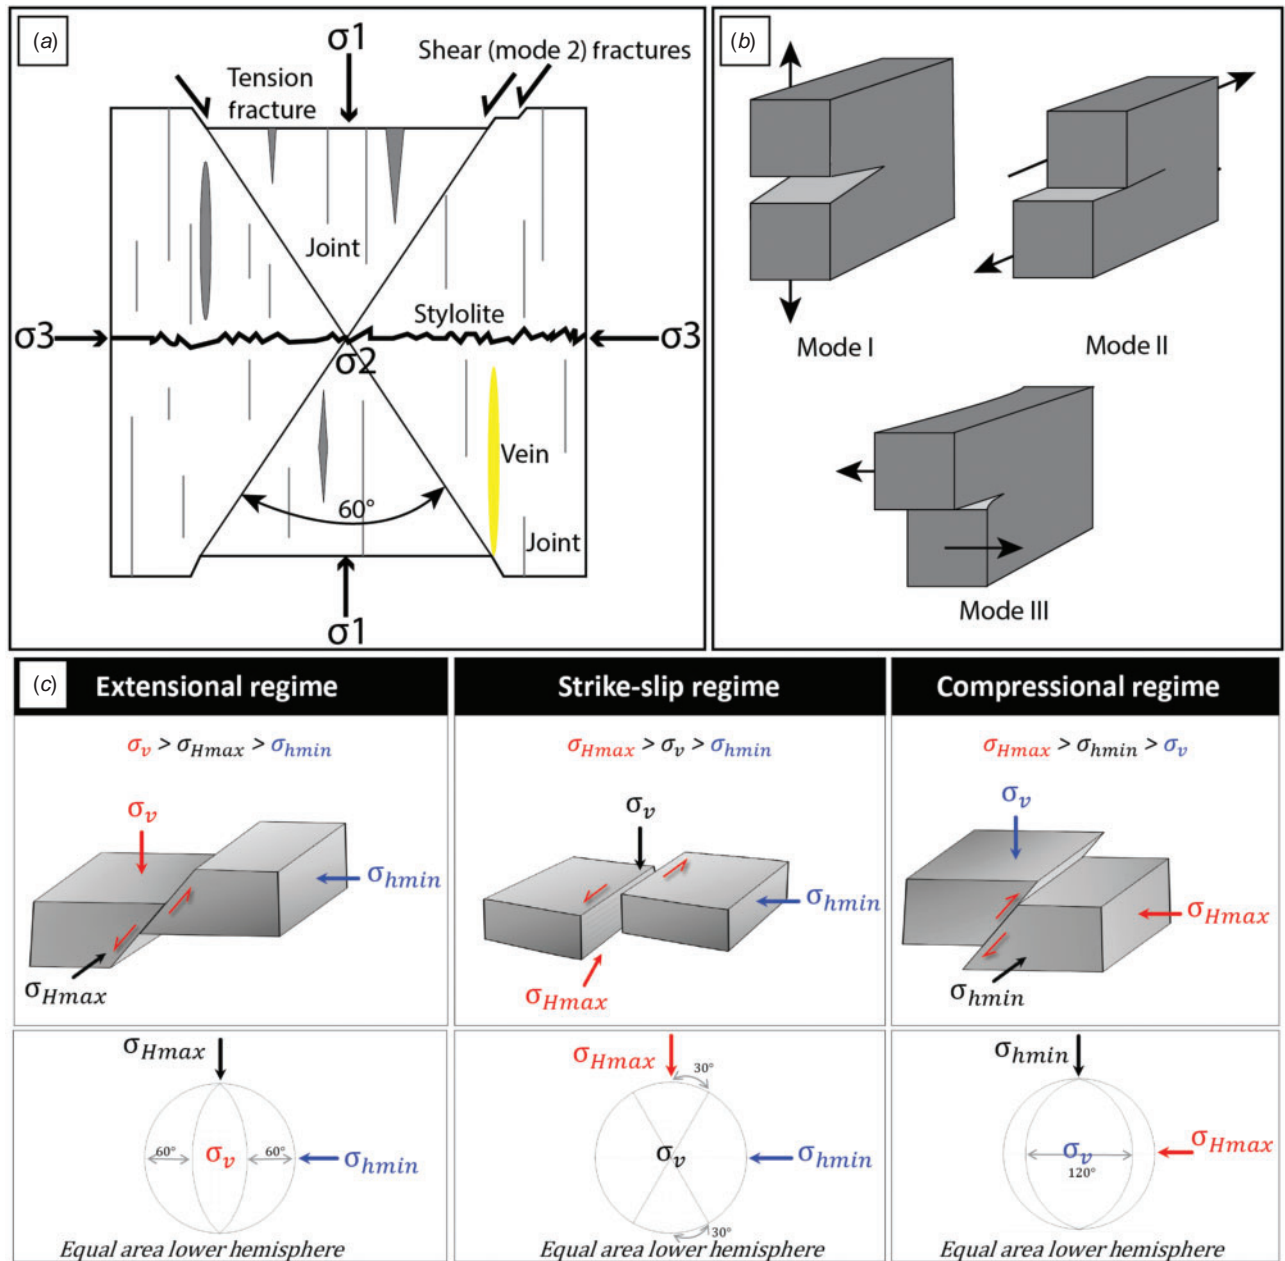 (a)
σ1
Shear (mode 2) fractures
Tension
fracture
Joint
Stylolite
σ3
σ3
σ2
Vein
60°
Joint
σ1
(b)
Mode I
Mode II
Mode III
(c)
Extensional regime
σv > σHmax > σhmin
σv
σhmin
σHmax
σHmax
60°
σv
60°
σhmin
Equal area lower hemisphere
Strike-slip regime
σHmax > σv > σhmin
σv
σhmin
σHmax
σHmax
30°
σv
σhmin
30°
Equal area lower hemisphere
Compressional regime
σHmax > σhmin > σv
σv
σHmax
σhmin
σhmin
σHmax
σv
120°
Equal area lower hemisphere